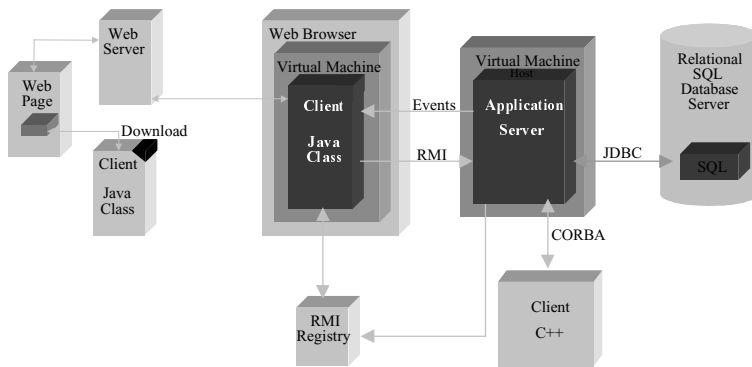 Web
Server
Web
Page
Download
Client
Java
Class
Web Browser
Virtual Machine
Client
Java
Class
Events
RMI
Virtual Machine
Host
Application
Server
JDBC
Relational
SQL
Database
Server
SQL
CORBA
RMI
Registry
Client
C++